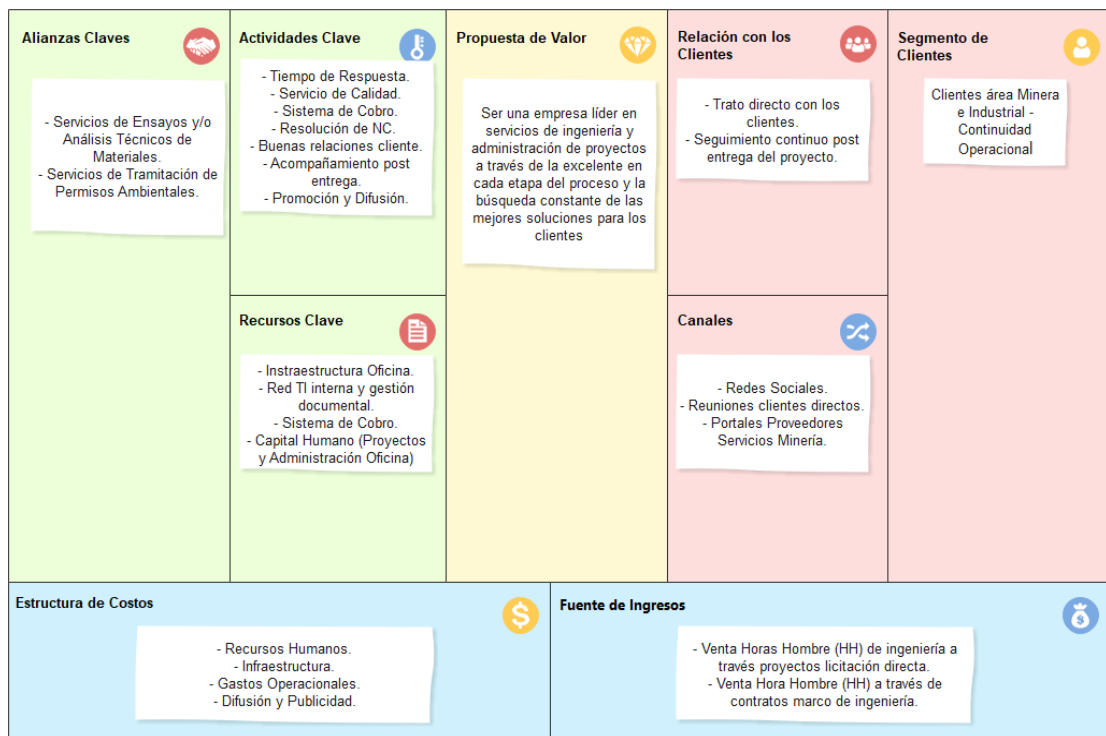 Alianzas Claves
- Servicios de Ensayos y/o
Análisis Técnicos de
Materiales.
- Servicios de Tramitación de
Permisos Ambientales.
Actividades Clave
- Tiempo de Respuesta.
- Servicio de Calidad.
- Sistema de Cobro.
- Resolución de NC.
- Buenas relaciones cliente.
- Acompañamiento post
entrega.
- Promoción y Difusión.
Recursos Clave
- Instraestructura Oficina.
- Red TI interna y gestión
documental.
- Sistema de Cobro.
- Capital Humano (Proyectos
y Administración Oficina)
Propuesta de Valor
Ser una empresa líder en
servicios de ingeniería y
administración de proyectos
a través de la excelente en
cada etapa del proceso y la
búsqueda constante de las
mejores soluciones para los
clientes
Relación con los
Clientes
- Trato directo con los
clientes.
- Seguimiento continuo post
entrega del proyecto.
Canales
- Redes Sociales.
- Reuniones clientes directos.
- Portales Proveedores
Servicios Minería.
Segmento de
Clientes
Clientes área Minera
e Industrial -
Continuidad
Operacional
Estructura de Costos
$
- Recursos Humanos.
- Infraestructura.
- Gastos Operacionales.
- Difusión y Publicidad.
Fuente de Ingresos
$
- Venta Horas Hombre (HH) de ingeniería a
través proyectos licitación directa.
- Venta Hora Hombre (HH) a través de
contratos marco de ingeniería.